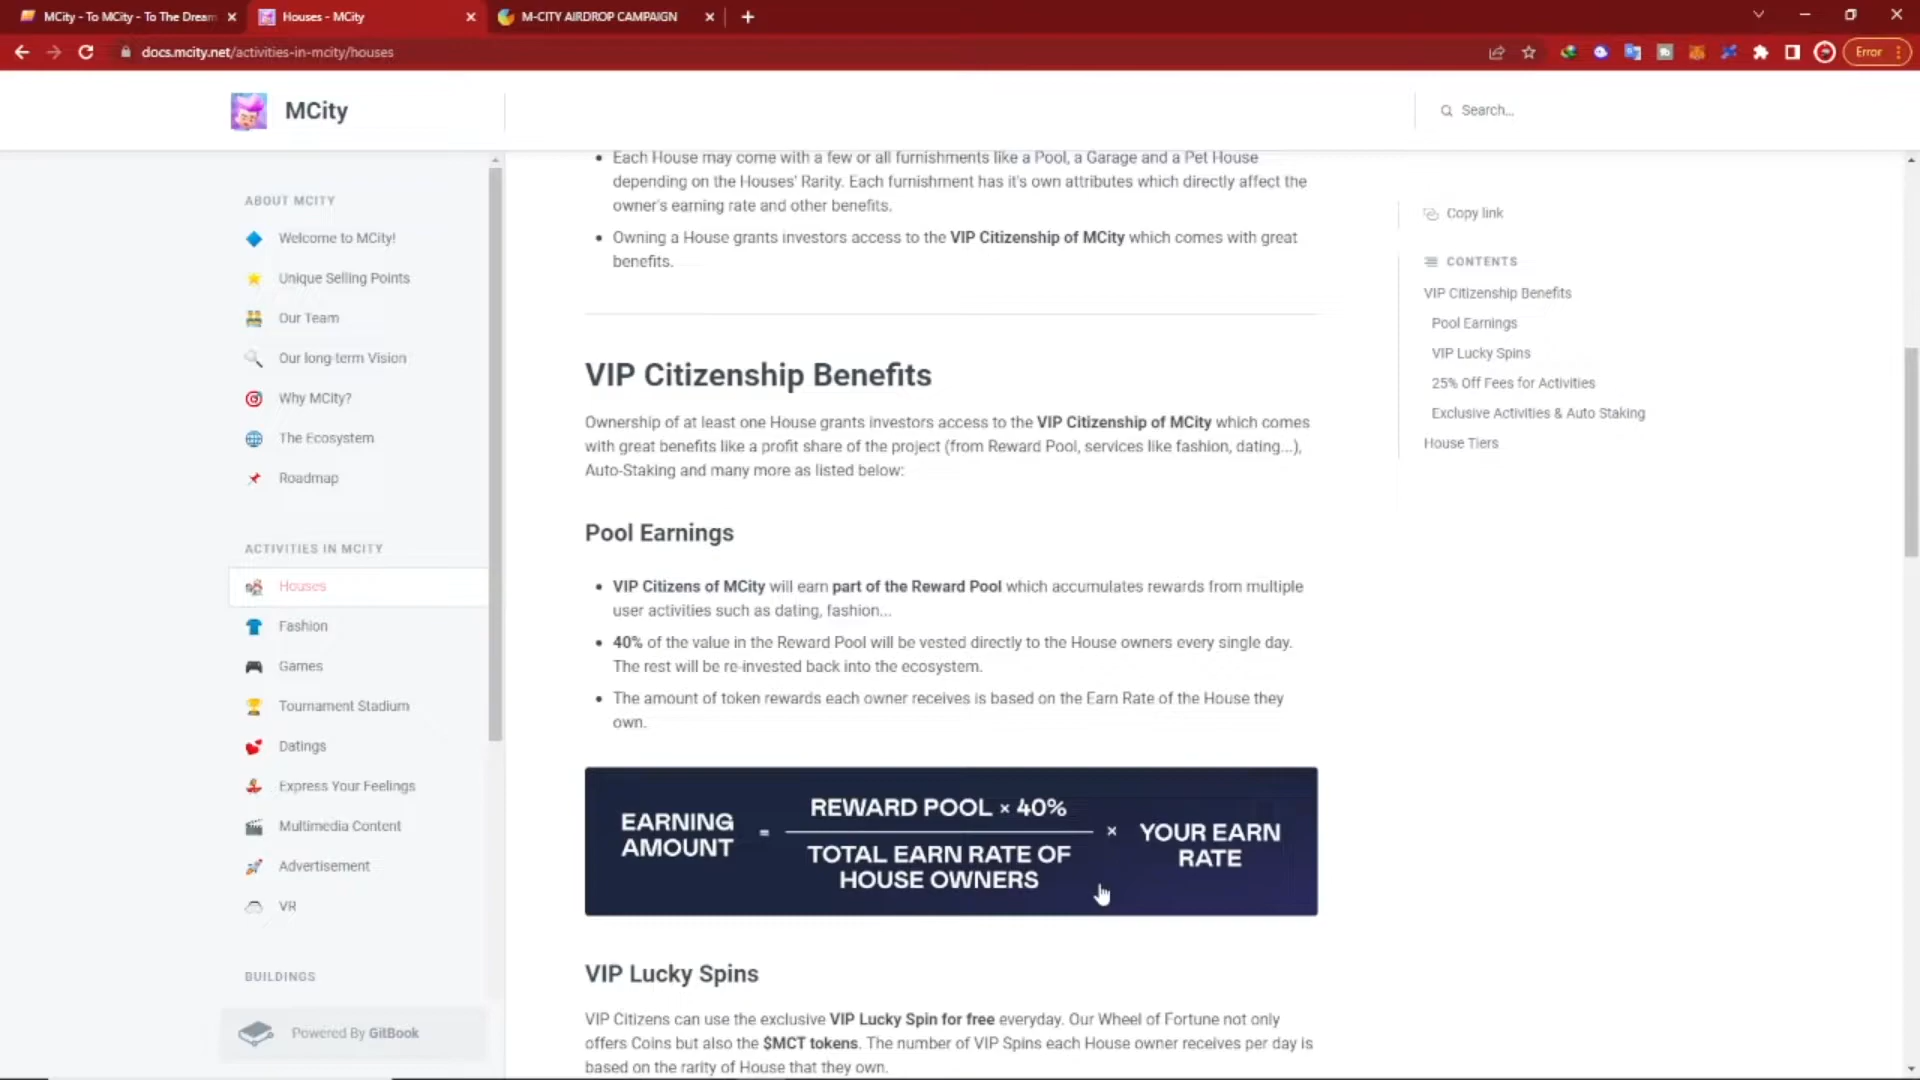 MCity - To MCity - To The Dream
Houses - MCity
M-CITY AIRDROP CAMPAIGN
docs.mcity.net/activities-in-mcity/houses
Error
MCity
Search...
ABOUT MCITY
Welcome to MCity!
Unique Selling Points
Our Team
Our long-term Vision
Why MCity?
The Ecosystem
Roadmap
ACTIVITIES IN MCITY
Houses
Fashion
Games
Tournament Stadium
Datings
Express Your Feelings
Multimedia Content
Advertisement
VR
BUILDINGS
Powered By GitBook
Each House may come with a few or all furnishments like a Pool, a Garage and a Pet House
depending on the Houses' Rarity. Each furnishment has it's own attributes which directly affect the
owner's earning rate and other benefits.
Owning a House grants investors access to the VIP Citizenship of MCity which comes with great
benefits.
VIP Citizenship Benefits
Ownership of at least one House grants investors access to the VIP Citizenship of MCity which comes
with great benefits like a profit share of the project (from Reward Pool, services like fashion, dating...),
Auto-Staking and many more as listed below:
Pool Earnings
VIP Citizens of MCity will earn part of the Reward Pool which accumulates rewards from multiple
user activities such as dating, fashion...
40% of the value in the Reward Pool will be vested directly to the House owners every single day.
The rest will be re-invested back into the ecosystem.
The amount of token rewards each owner receives is based on the Earn Rate of the House they
own.
EARNING
AMOUNT
=
REWARD POOL × 40%
TOTAL EARN RATE OF
HOUSE OWNERS
×
YOUR EARN
RATE
VIP Lucky Spins
VIP Citizens can use the exclusive VIP Lucky Spin for free everyday. Our Wheel of Fortune not only
offers Coins but also the $MCT tokens. The number of VIP Spins each House owner receives per day is
based on the rarity of House that they own.
Copy link
CONTENTS
VIP Citizenship Benefits
Pool Earnings
VIP Lucky Spins
25% Off Fees for Activities
Exclusive Activities & Auto Staking
House Tiers